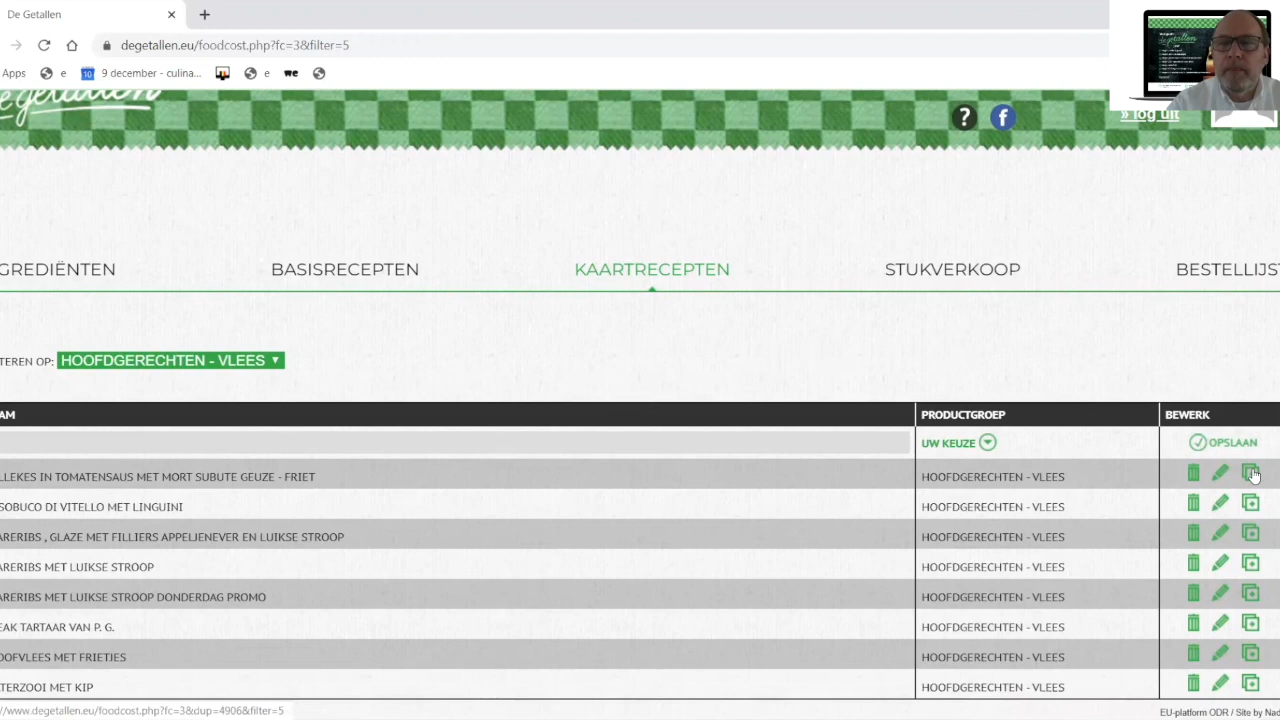 De Getallen
degetallen.eu/foodcost.php?fc=3&filter=5
Apps e 9 december - culina... e we
egetallen
? f » log uit
GREDIËNTEN BASISRECEPTEN KAARTRECEPTEN STUKVERKOOP BESTELLIJST
TEREN OP: HOOFDGERECHTEN - VLEES
AM PRODUCTGROEP BEWERK
UW KEUZE OPSLAAN
LLEKES IN TOMATENSAUS MET MORT SUBUTE GEUZE - FRIET HOOFDGERECHTEN - VLEES
SOBUCO DI VITELLO MET LINGUINI HOOFDGERECHTEN - VLEES
ARERIBS , GLAZE MET FILLIERS APPELJENEVER EN LUIKSE STROOP HOOFDGERECHTEN - VLEES
ARERIBS MET LUIKSE STROOP HOOFDGERECHTEN - VLEES
ARERIBS MET LUIKSE STROOP DONDERDAG PROMO HOOFDGERECHTEN - VLEES
EAK TARTAAR VAN P. G. HOOFDGERECHTEN - VLEES
OOFVLEES MET FRIETJES HOOFDGERECHTEN - VLEES
TERZOOI MET KIP HOOFDGERECHTEN - VLEES
//www.degetallen.eu/foodcost.php?fc=3&dup=4906&filter=5
EU-platform ODR / Site by Nad